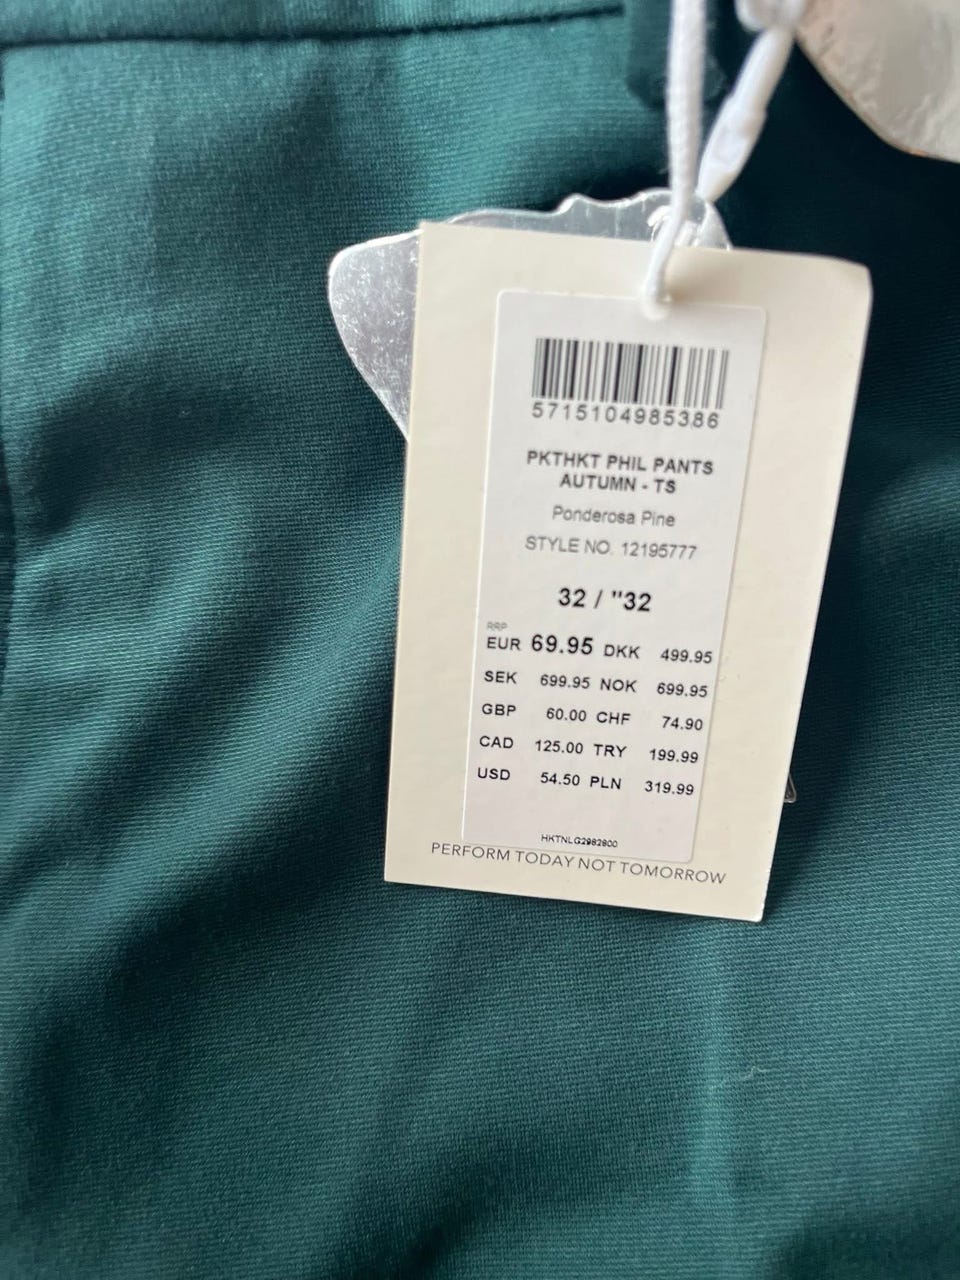 5715104985386
PKTHKT PHIL PANTS
AUTUMN - TS
Ponderosa Pine
STYLE NO. 12195777
32 / "32
RRP
EUR 69.95 DKK 499.95
SEK 699.95 NOK 699.95
GBP 60.00 CHF 74.90
CAD 125.00 TRY 199.99
USD 54.50 PLN 319.99
HKTNLG2982800
PERFORM TODAY NOT TOMORROW